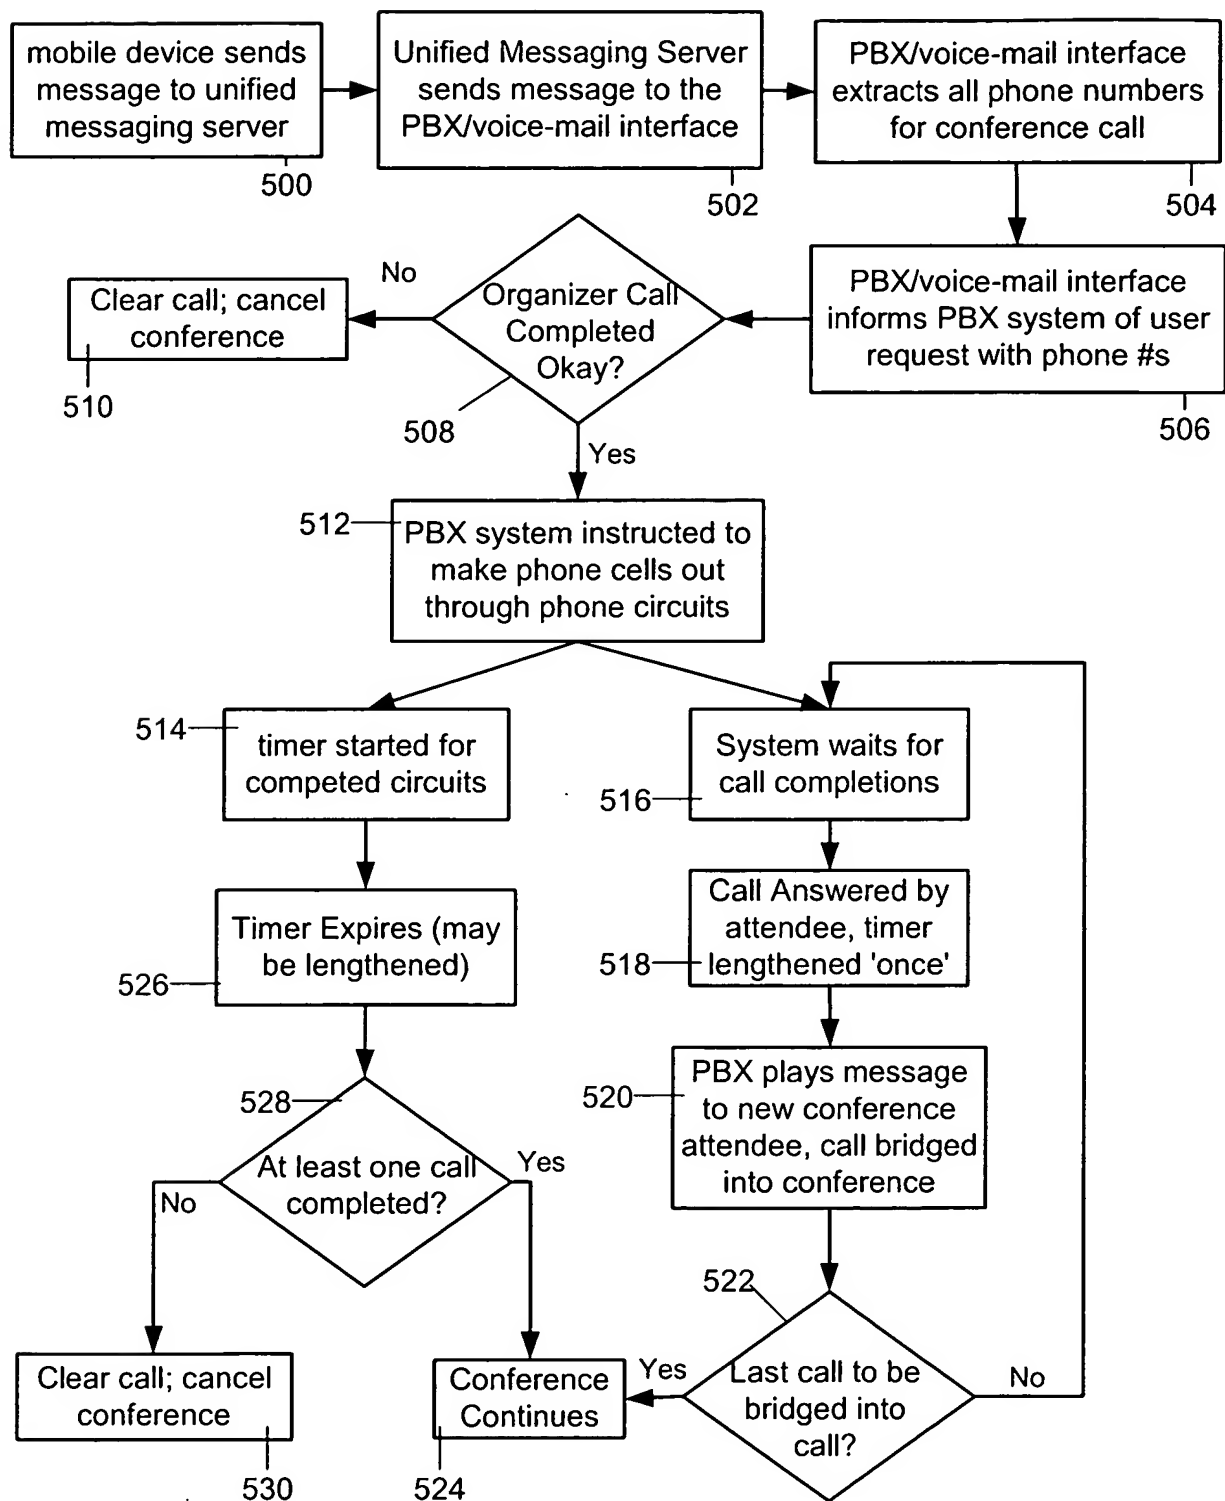 mobile device sends
message to unified
messaging server
500
Unified Messaging Server
sends message to the
PBX/voice-mail interface
502
PBX/voice-mail interface
extracts all phone numbers
for conference call
504
PBX/voice-mail interface
informs PBX system of user
request with phone #s
506
Organizer Call
Completed
Okay?
508
No
Clear call; cancel
conference
510
Yes
512
PBX system instructed to
make phone cells out
through phone circuits
514
timer started for
competed circuits
System waits for
call completions
516
Timer Expires (may
be lengthened)
526
Call Answered by
attendee, timer
lengthened 'once'
518
528
At least one call
completed?
No
Yes
520
PBX plays message
to new conference
attendee, call bridged
into conference
522
Last call to be
bridged into
call?
Yes
No
Clear call; cancel
conference
530
Conference
Continues
524